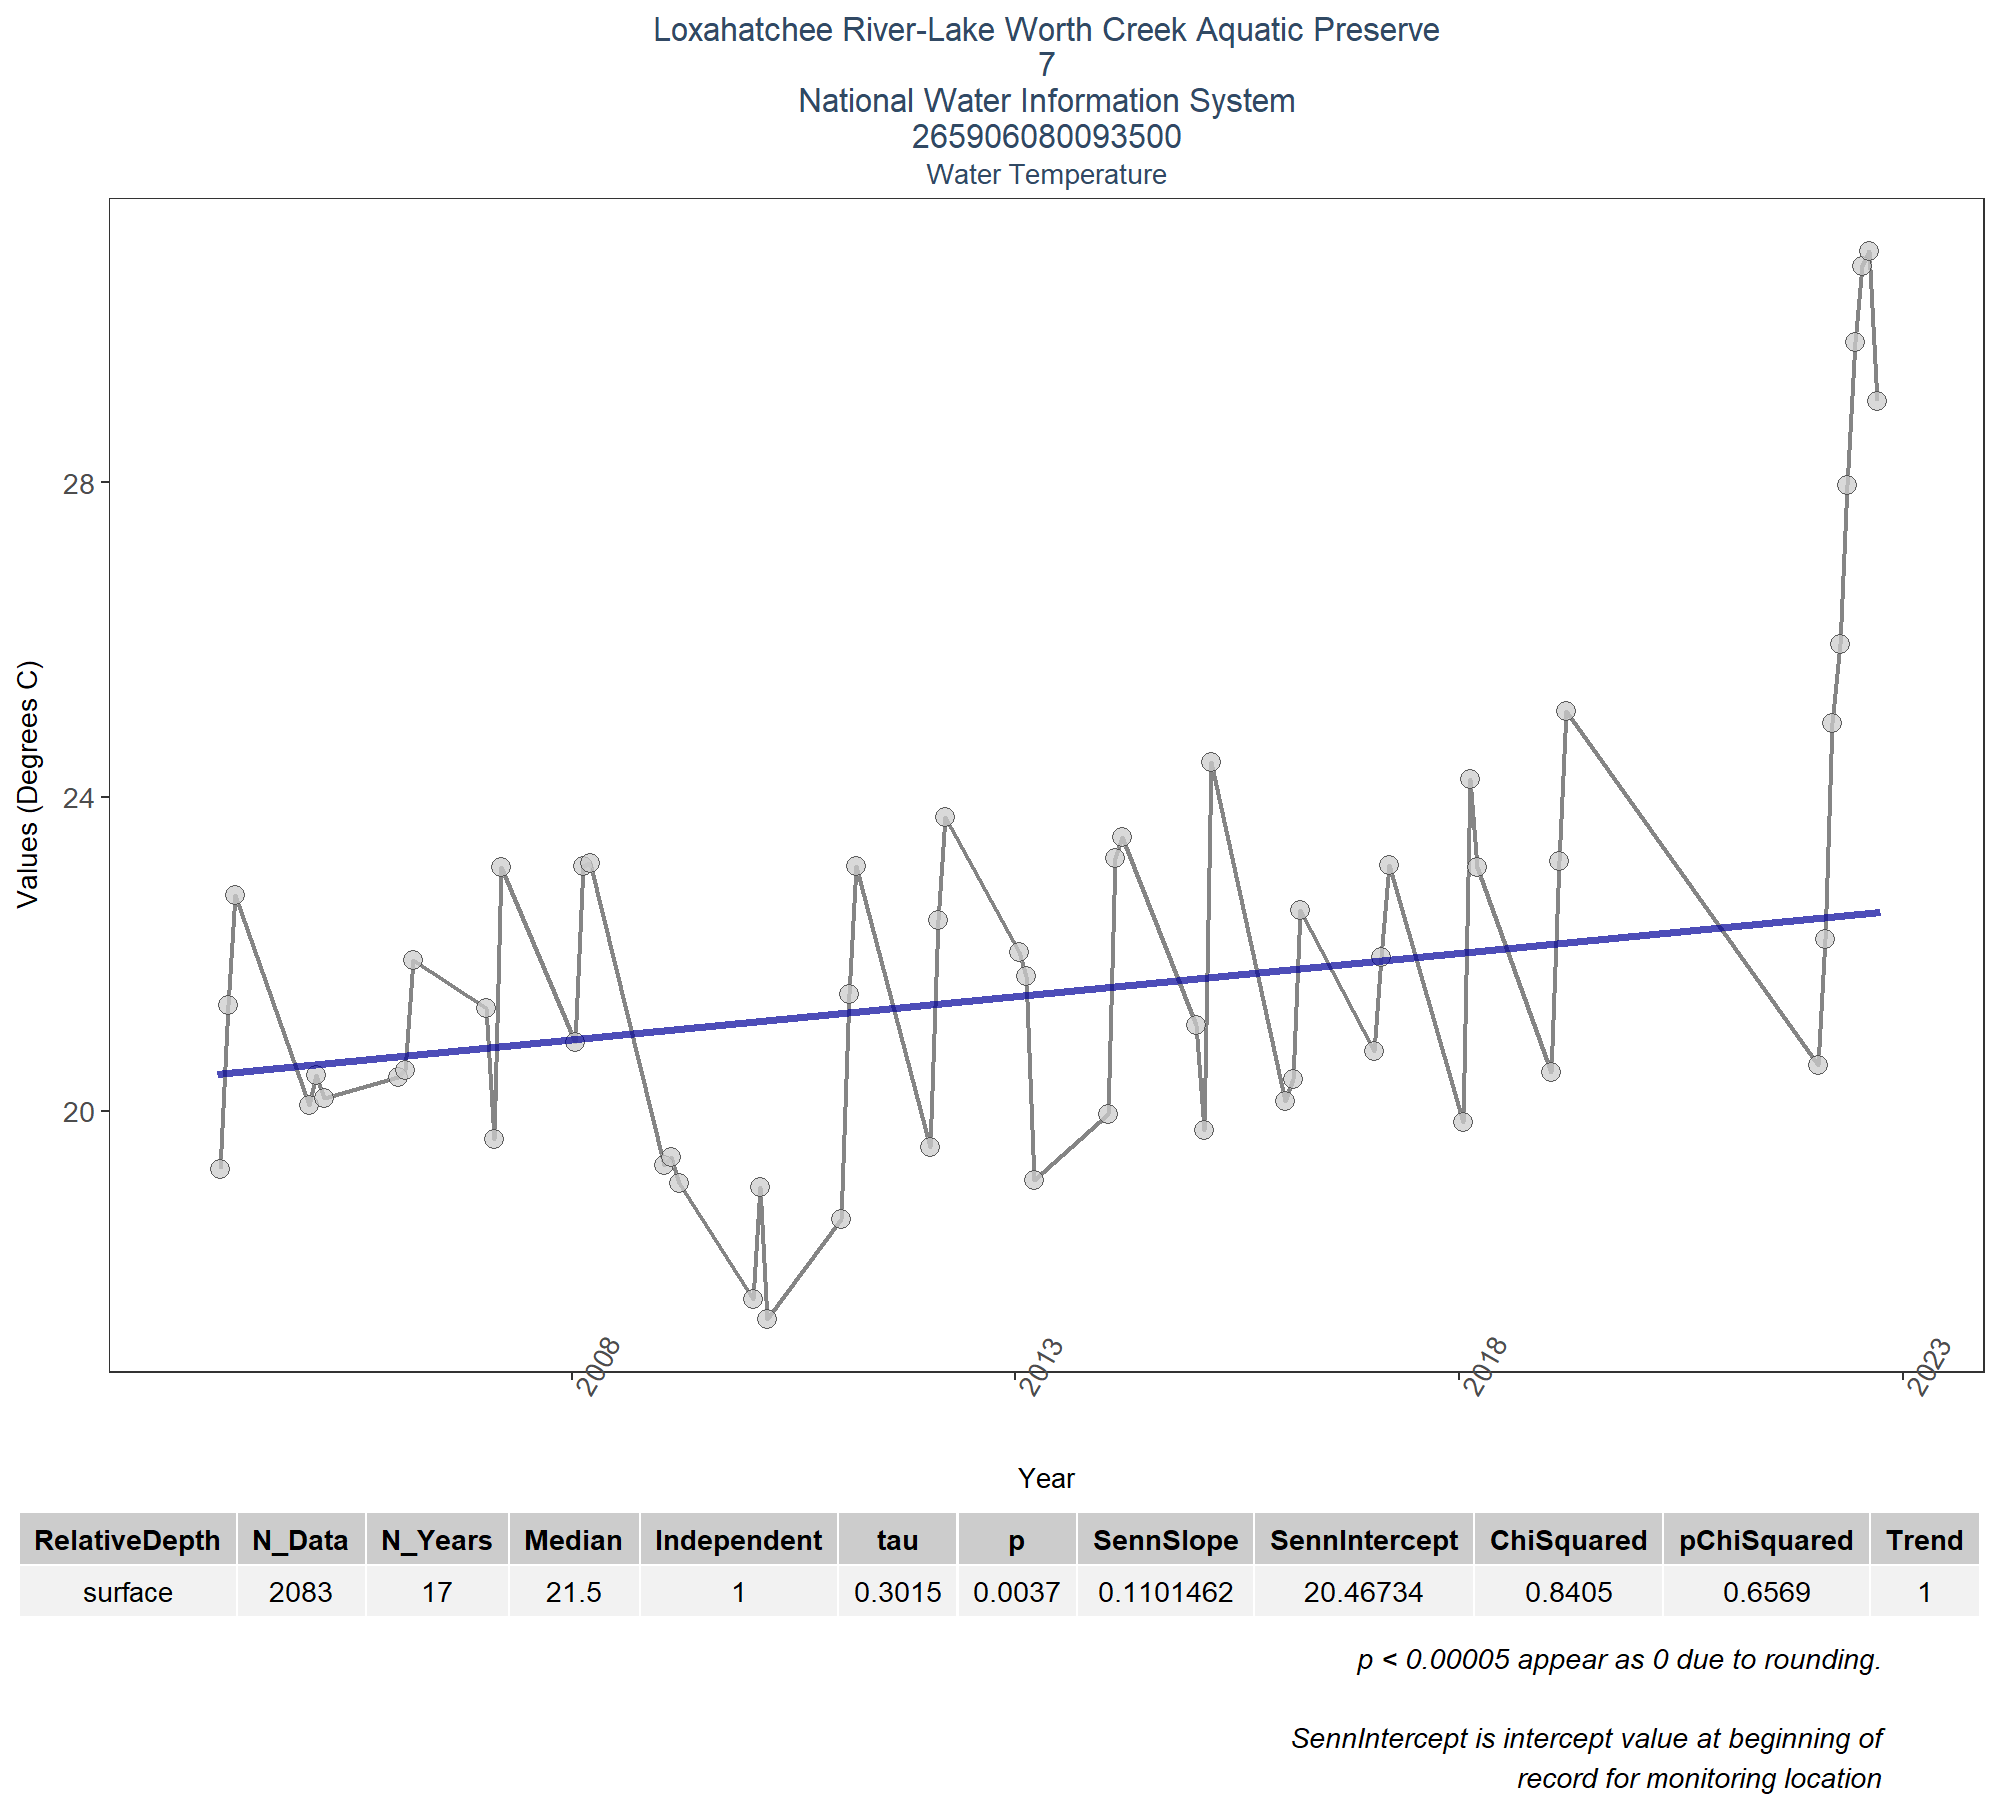 Loxahatchee River-Lake Worth Creek Aquatic Preserve
7
National Water Information System
265906080093500
Water Temperature
Values (Degrees C)
28
24
20
2008
2013
2018
2023
Year
RelativeDepth N_Data N_Years Median Independent tau p SennSlope SennIntercept ChiSquared pChiSquared Trend
surface 2083 17 21.5 1 0.3015 0.0037 0.1101462 20.46734 0.8405 0.6569 1
p < 0.00005 appear as 0 due to rounding.
SennIntercept is intercept value at beginning of
record for monitoring location